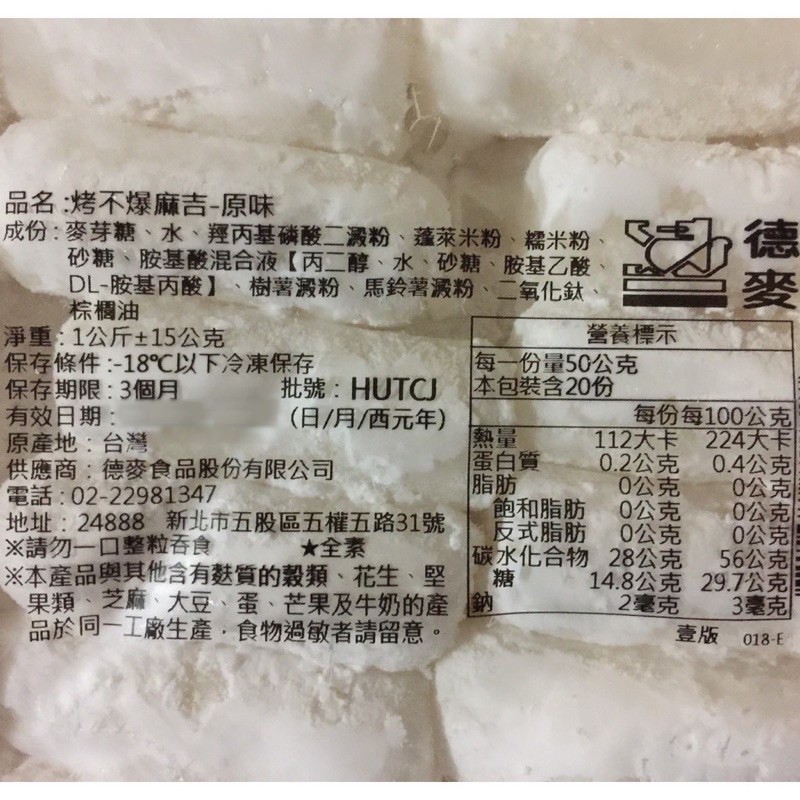 品名:烤不爆麻吉-原味
成份:麥芽糖、水、羥丙基磷酸二澱粉、蓬萊米粉、糯米粉、
砂糖、胺基酸混合液【丙二醇、水、砂糖、胺基乙酸、
DL-胺基丙酸】、樹薯澱粉、馬鈴薯澱粉、二氧化鈦、
棕櫚油
淨重:1公斤±15公克
保存條件:-18℃以下冷凍保存
保存期限:3個月 批號:HUTCJ
有效日期: (日/月/西元年)
原產地:台灣
供應商:德麥食品股份有限公司
電話:02-22981347
地址:24888 新北市五股區五權五路31號
※請勿一口整粒吞食 ★全素
※本產品與其他含有麩質的穀類、花生、堅
果類、芝麻、大豆、蛋、芒果及牛奶的產
品於同一工廠生產,食物過敏者請留意。
德麥
營養標示
每一份量50公克
本包裝含20份
每份 每100公克
熱量 112大卡 224大卡
蛋白質 0.2公克 0.4公克
脂肪 0公克 0公克
飽和脂肪 0公克 0公克
反式脂肪 0公克 0公克
碳水化合物 28公克 56公克
糖 14.8公克 29.7公克
鈉 2毫克 3毫克
壹版 018-E